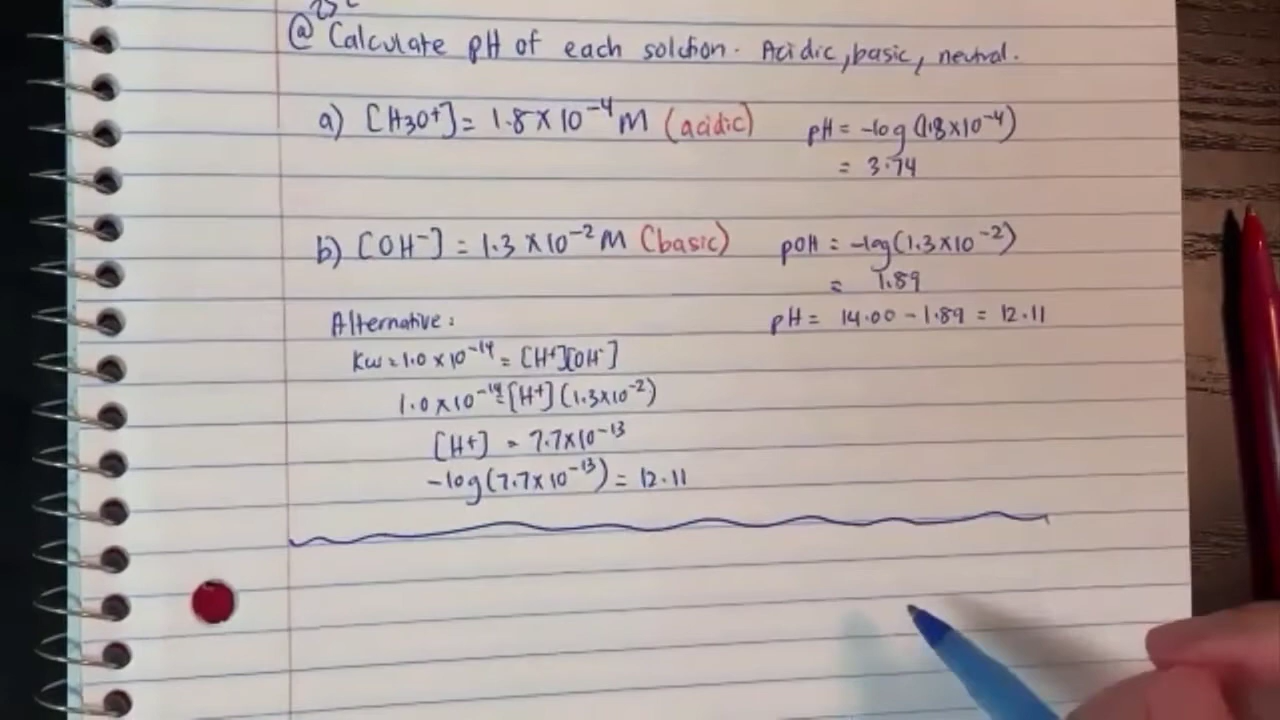 25°C
@ Calculate pH of each solution. Acidic, basic, neutral.
a) [H3O+] = 1.8 × 10⁻⁴ M (acidic) pH = -log (1.8×10⁻⁴)
= 3.74
b) [OH⁻] = 1.3 × 10⁻² M (basic) pOH = -log(1.3×10⁻²)
= 1.89
pH = 14.00 - 1.89 = 12.11
Alternative:
Kw = 1.0 × 10⁻¹⁴ = [H+][OH⁻]
1.0 × 10⁻¹⁴ = [H+] (1.3×10⁻²)
[H+] = 7.7×10⁻¹³
-log(7.7×10⁻¹³) = 12.11